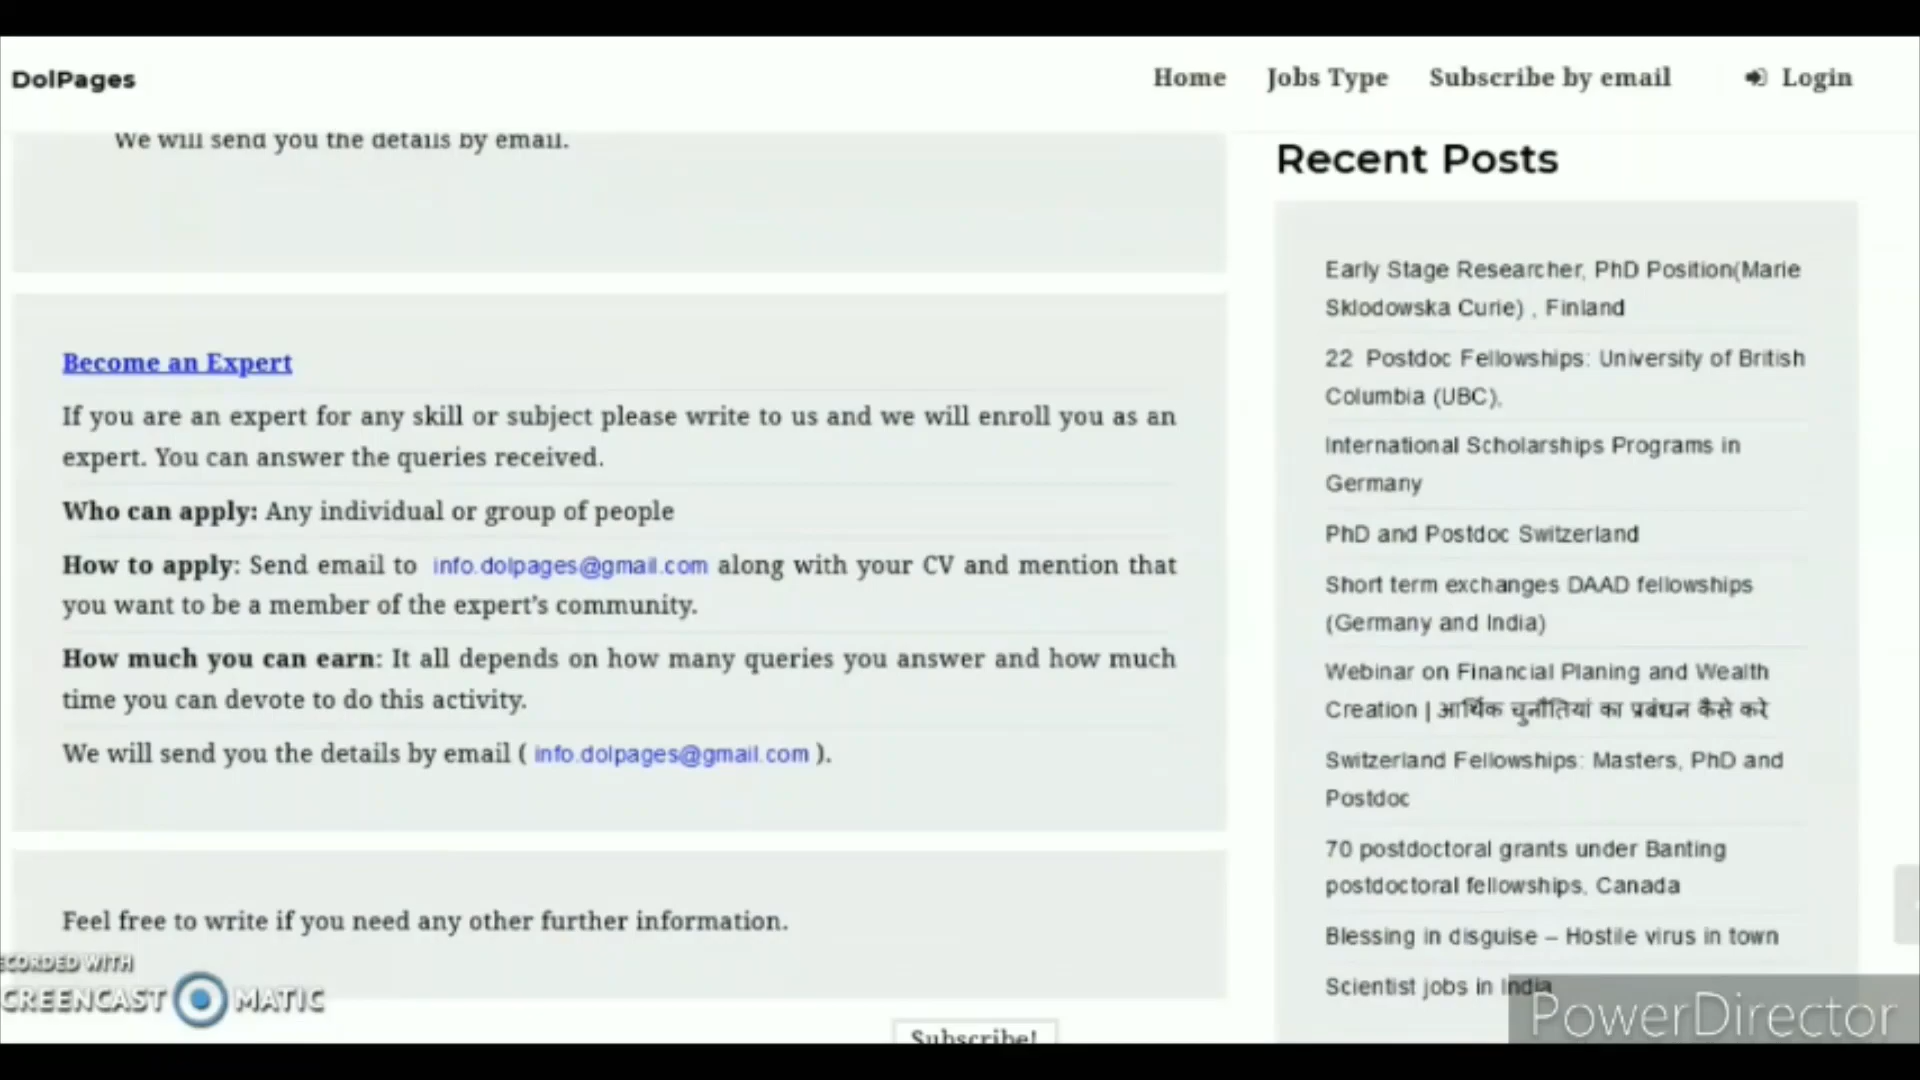 DolPages
Home Jobs Type Subscribe by email Login
We will send you the details by email.
Become an Expert
If you are an expert for any skill or subject please write to us and we will enroll you as an
expert. You can answer the queries received.
Who can apply: Any individual or group of people
How to apply: Send email to info.dolpages@gmail.com along with your CV and mention that
you want to be a member of the expert's community.
How much you can earn: It all depends on how many queries you answer and how much
time you can devote to do this activity.
We will send you the details by email ( info.dolpages@gmail.com ).
Feel free to write if you need any other further information.
Subscribe!
Recent Posts
Early Stage Researcher, PhD Position(Marie
Sklodowska Curie) , Finland
22 Postdoc Fellowships: University of British
Columbia (UBC),
International Scholarships Programs in
Germany
PhD and Postdoc Switzerland
Short term exchanges DAAD fellowships
(Germany and India)
Webinar on Financial Planing and Wealth
Creation | आर्थिक चुनौतियां का प्रबंधन कैसे करे
Switzerland Fellowships: Masters, PhD and
Postdoc
70 postdoctoral grants under Banting
postdoctoral fellowships, Canada
Blessing in disguise – Hostile virus in town
Scientist jobs in India
ECORDED WITH
CREENCAST MATIC
PowerDirector